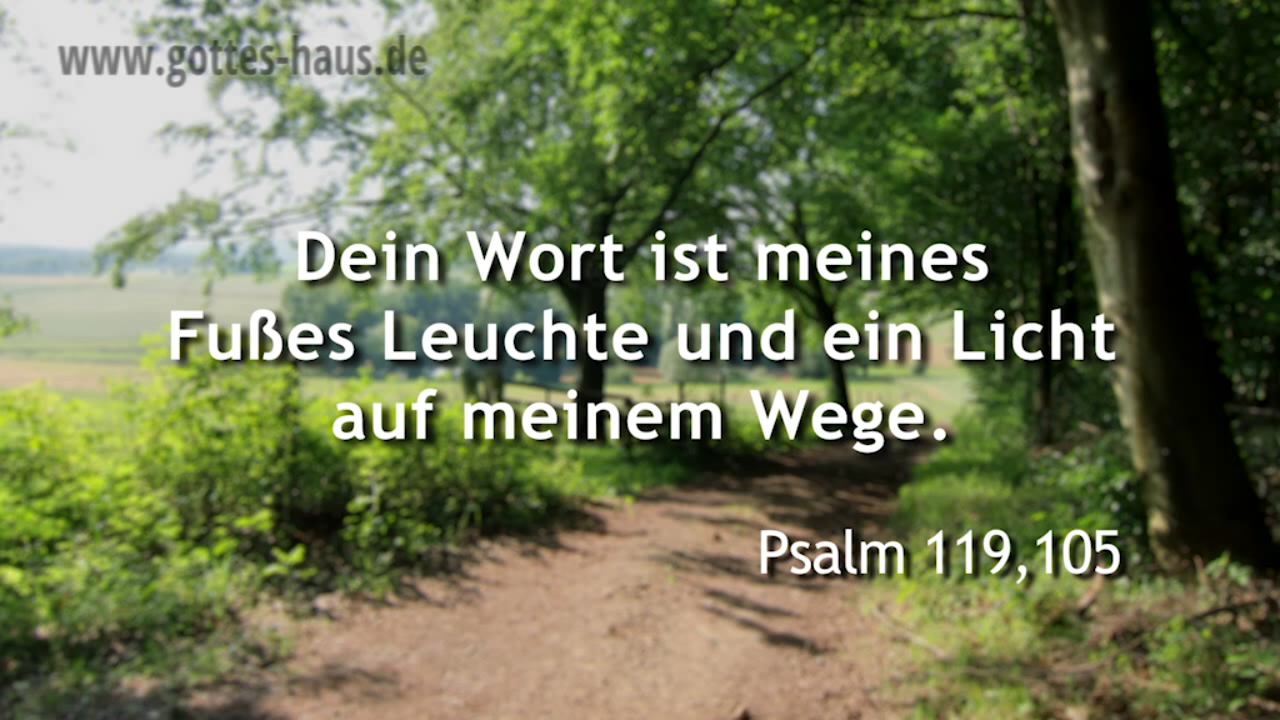 www.gottes-haus.de
Dein Wort ist meines
Fußes Leuchte und ein Licht
auf meinem Wege.
Psalm 119,105